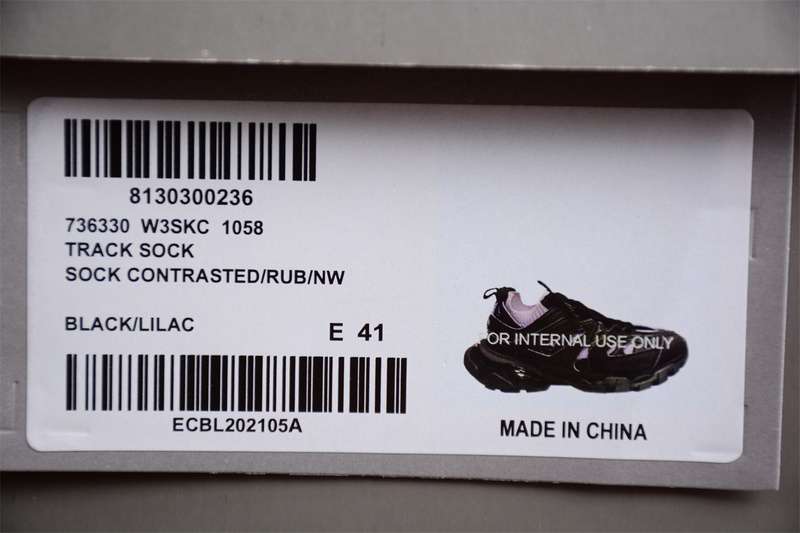 8130300236
736330 W3SKC 1058
TRACK SOCK
SOCK CONTRASTED/RUB/NW
BLACK/LILAC E 41
FOR INTERNAL USE ONLY
ECBL202105A
MADE IN CHINA